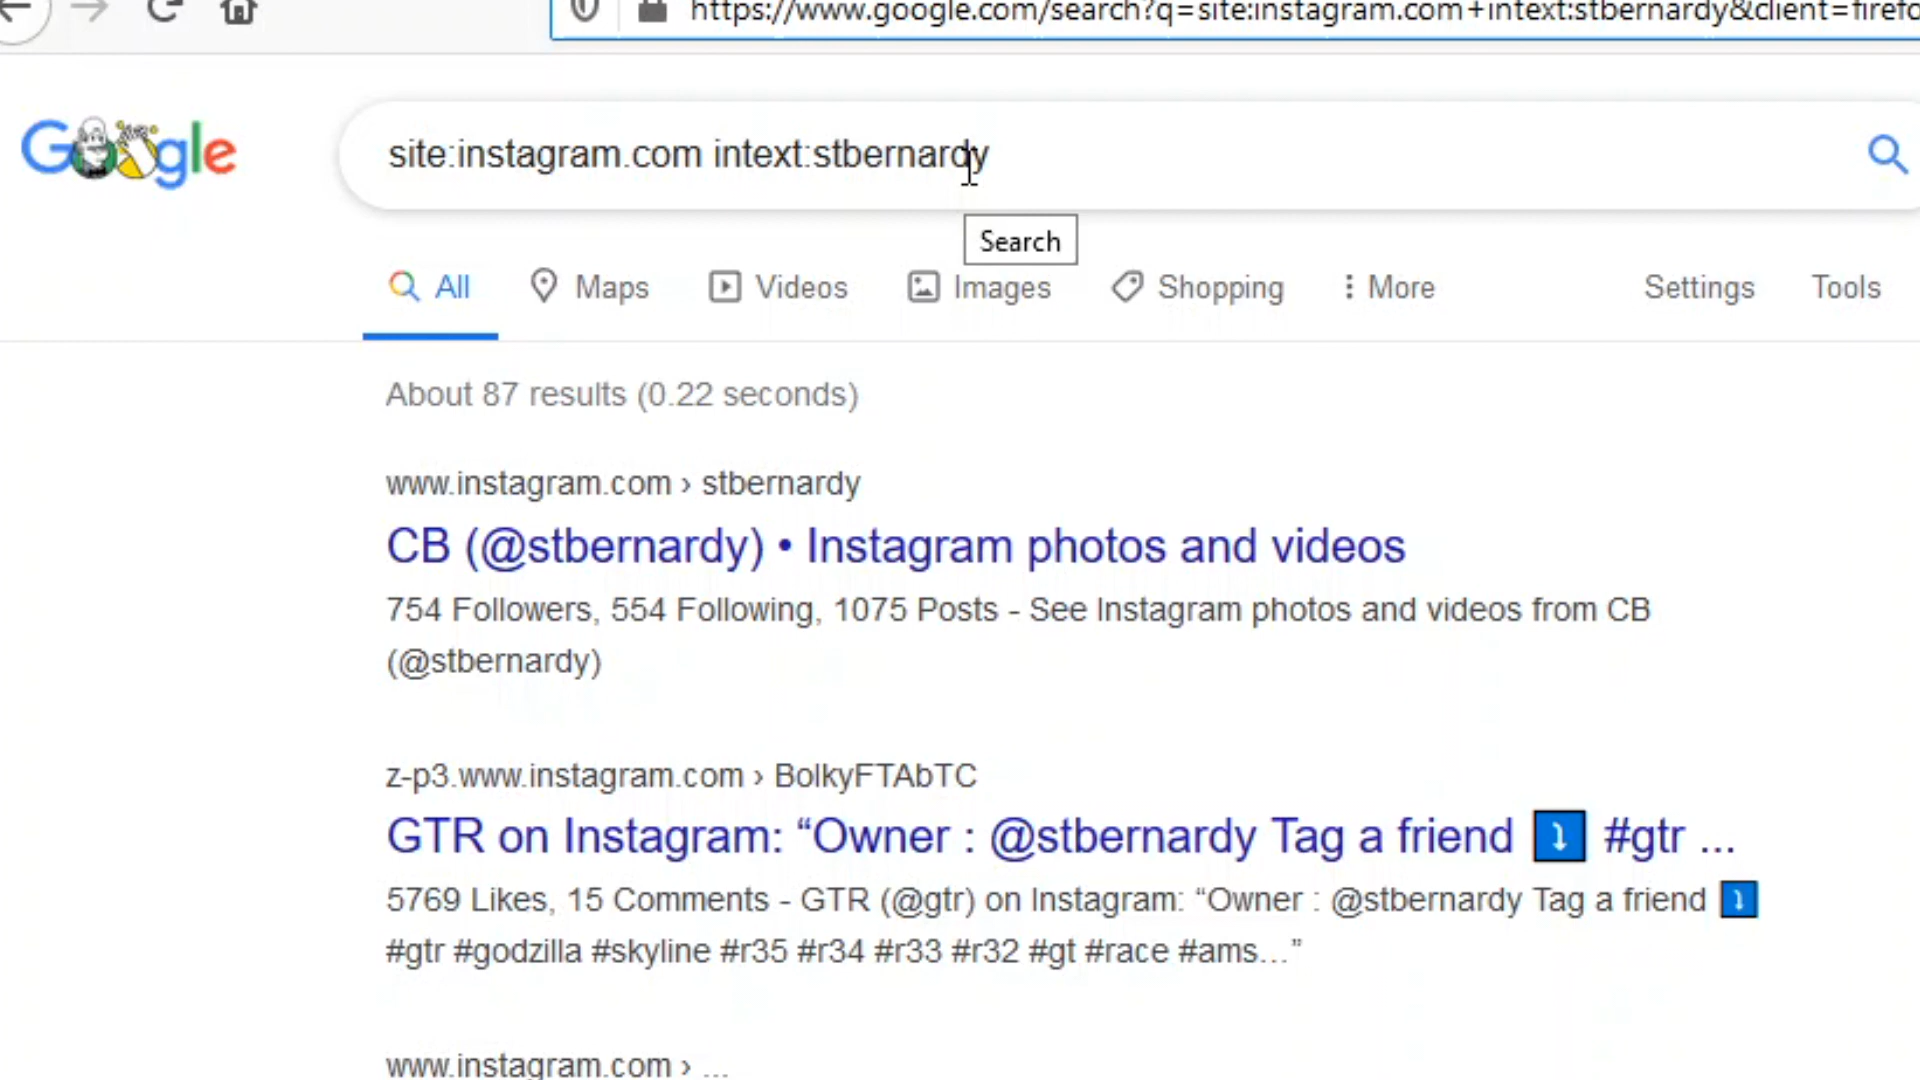 https://www.google.com/search?q=site:instagram.com+intext:stbernardy&client=firefo
Google
site:instagram.com intext:stbernardy
Search
All Maps Videos Images Shopping More Settings Tools
About 87 results (0.22 seconds)
www.instagram.com › stbernardy
CB (@stbernardy) • Instagram photos and videos
754 Followers, 554 Following, 1075 Posts - See Instagram photos and videos from CB
(@stbernardy)
z-p3.www.instagram.com › BolkyFTAbTC
GTR on Instagram: “Owner : @stbernardy Tag a friend ⤵ #gtr ...
5769 Likes, 15 Comments - GTR (@gtr) on Instagram: “Owner : @stbernardy Tag a friend ⤵
#gtr #godzilla #skyline #r35 #r34 #r33 #r32 #gt #race #ams…”
www.instagram.com › ...